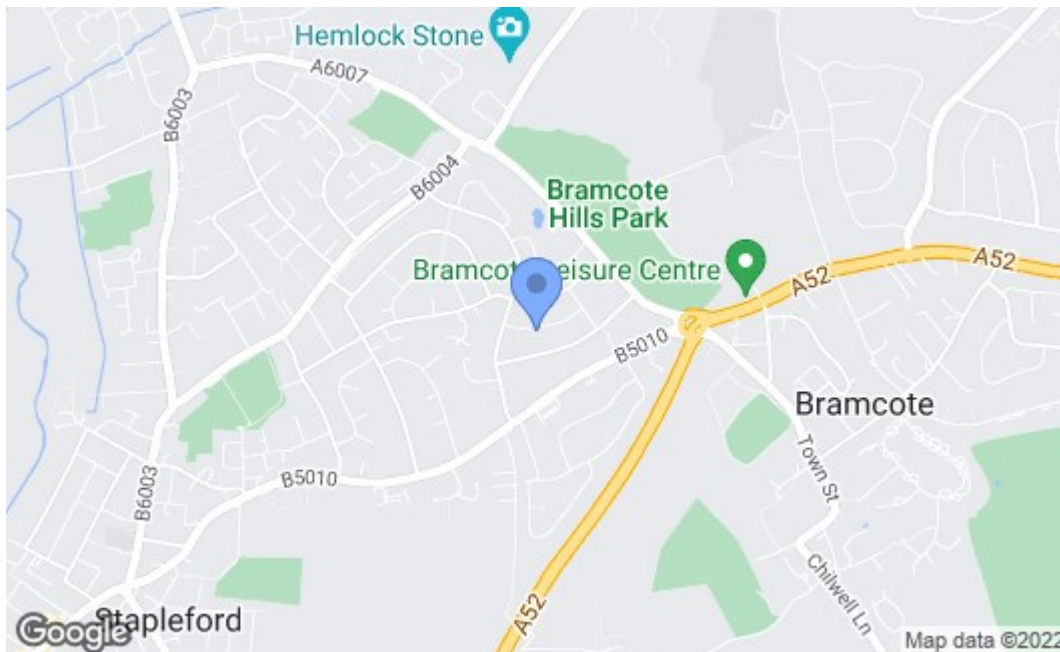 Hemlock Stone
A6007
B6003
B6004
Bramcote
Hills Park
Bramcote Leisure Centre
A52
A52
B5010
Bramcote
Town St
B5010
B6003
Chilwell Ln
A52
Stapleford
Google
Map data ©2022